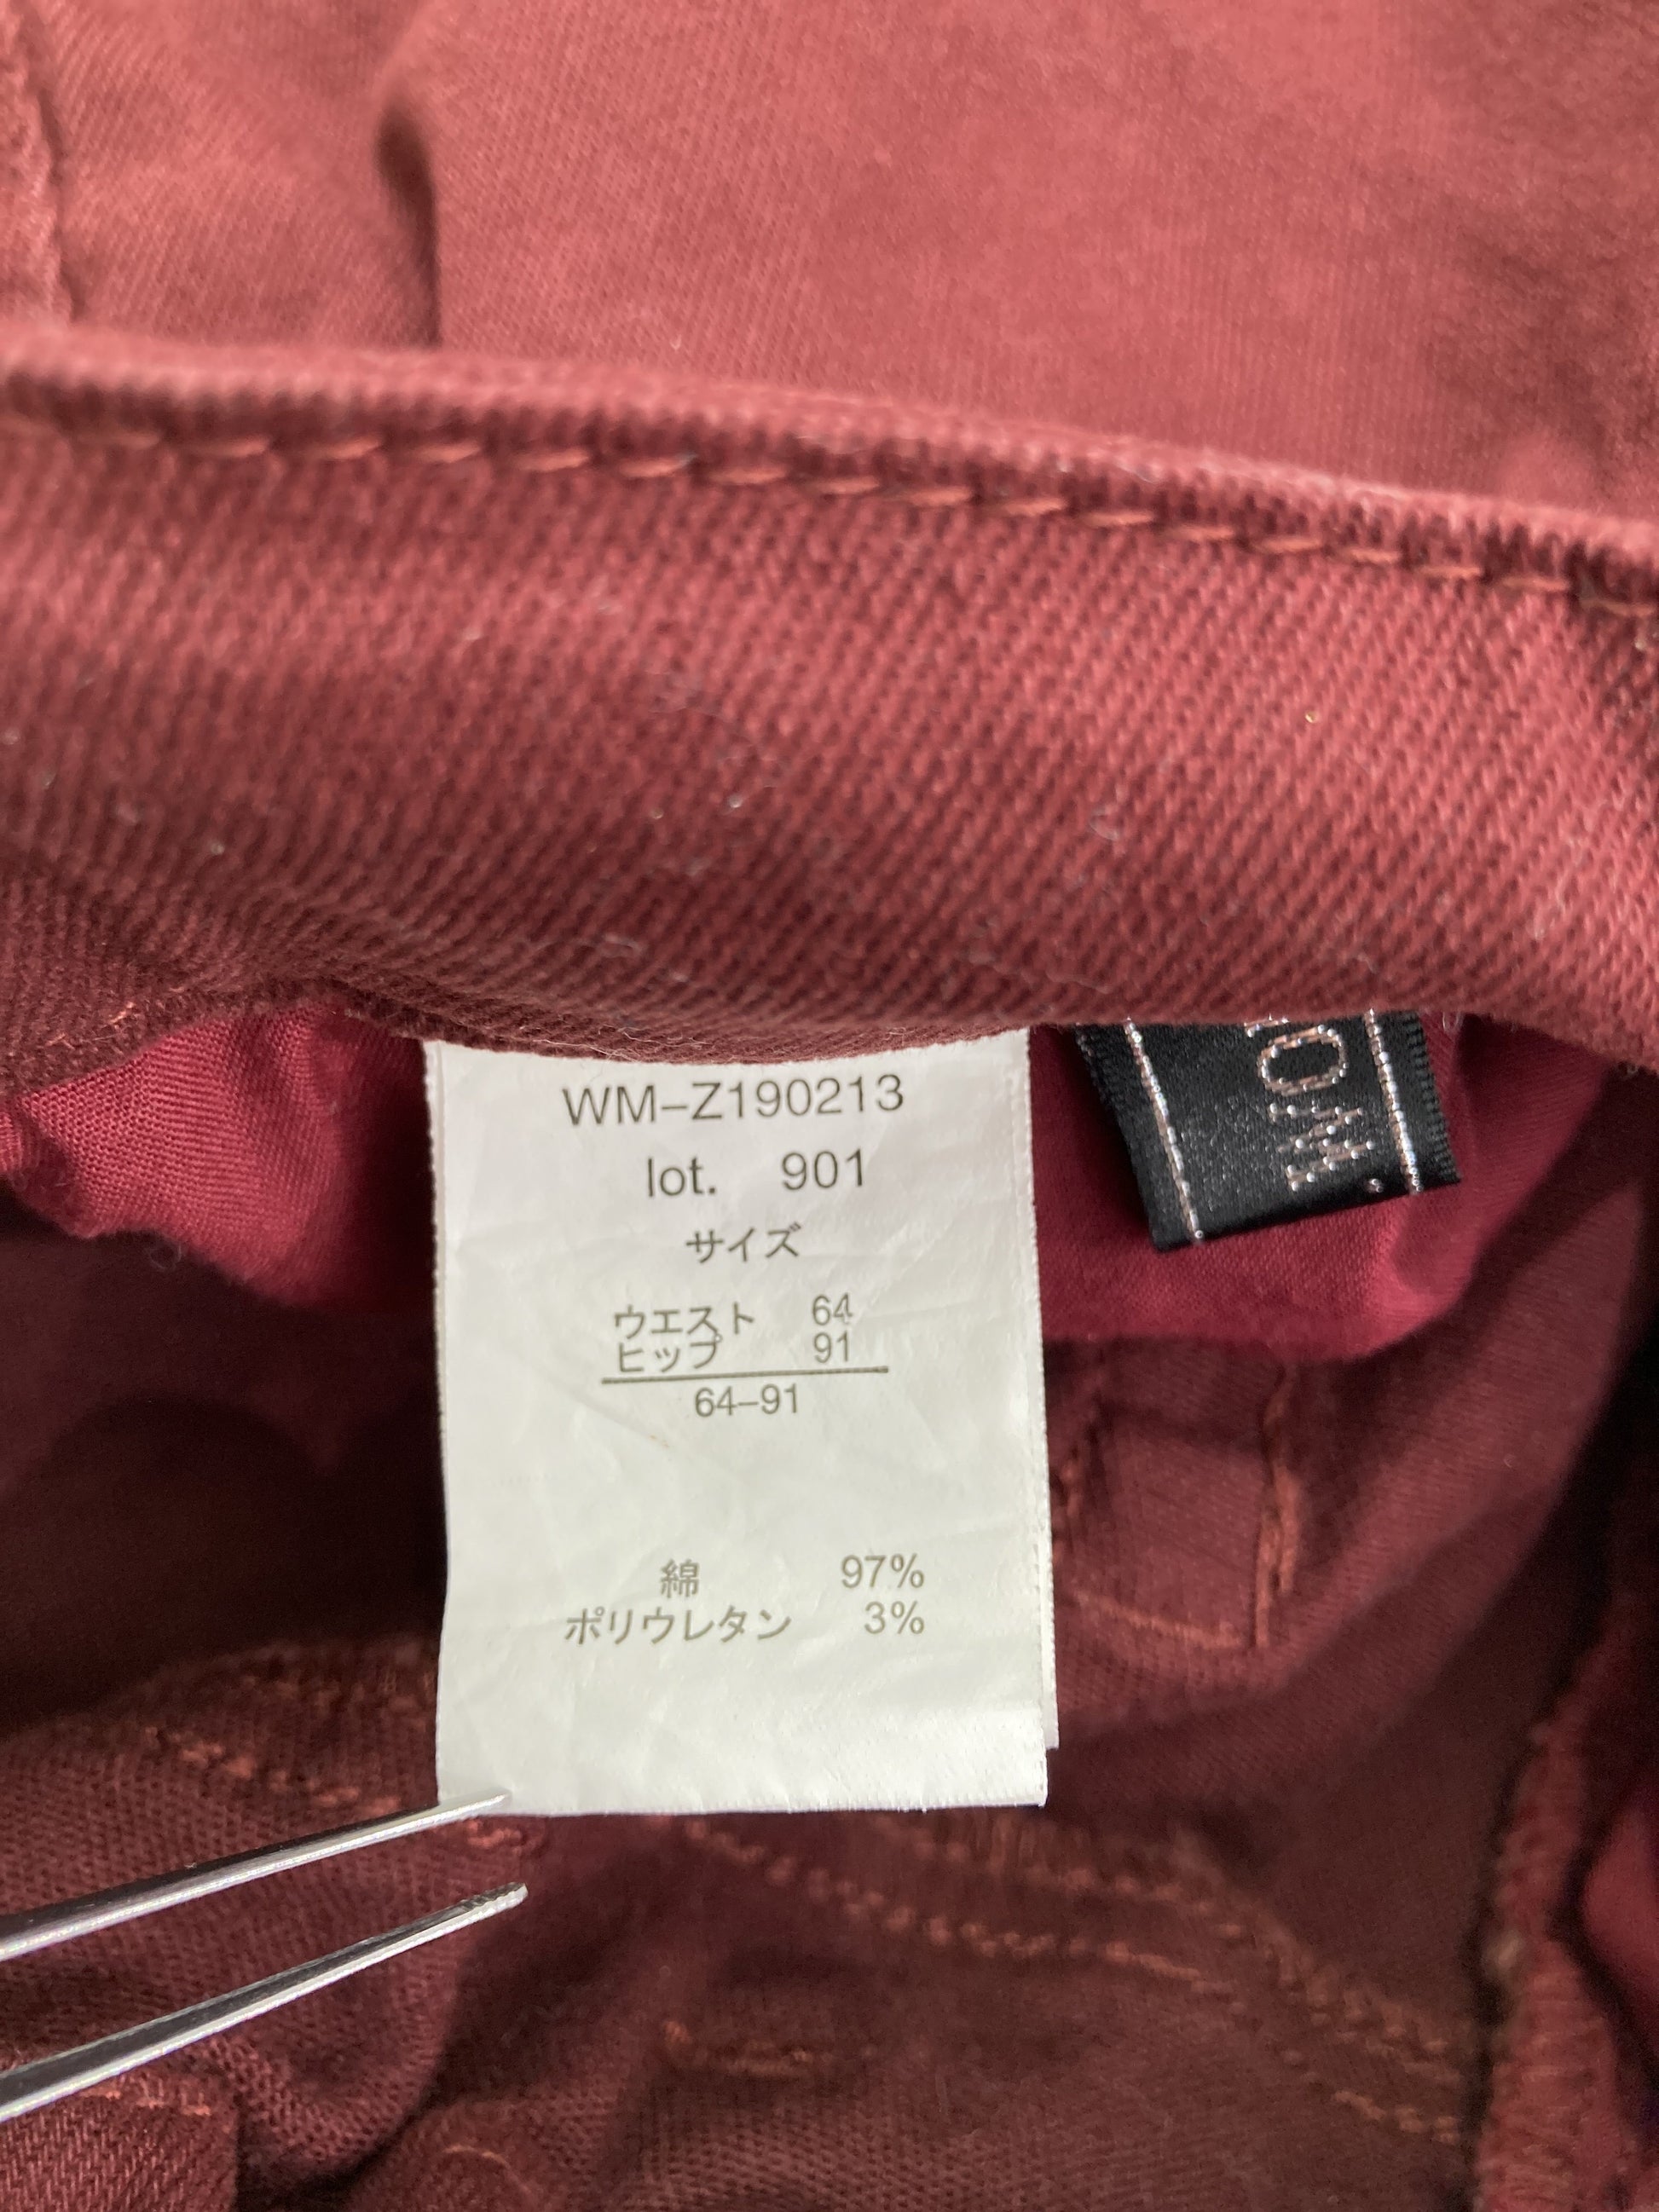 WM-Z190213
lot. 901
サイズ
ウエスト 64
ヒップ 91
64-91
綿 97%
ポリウレタン 3%